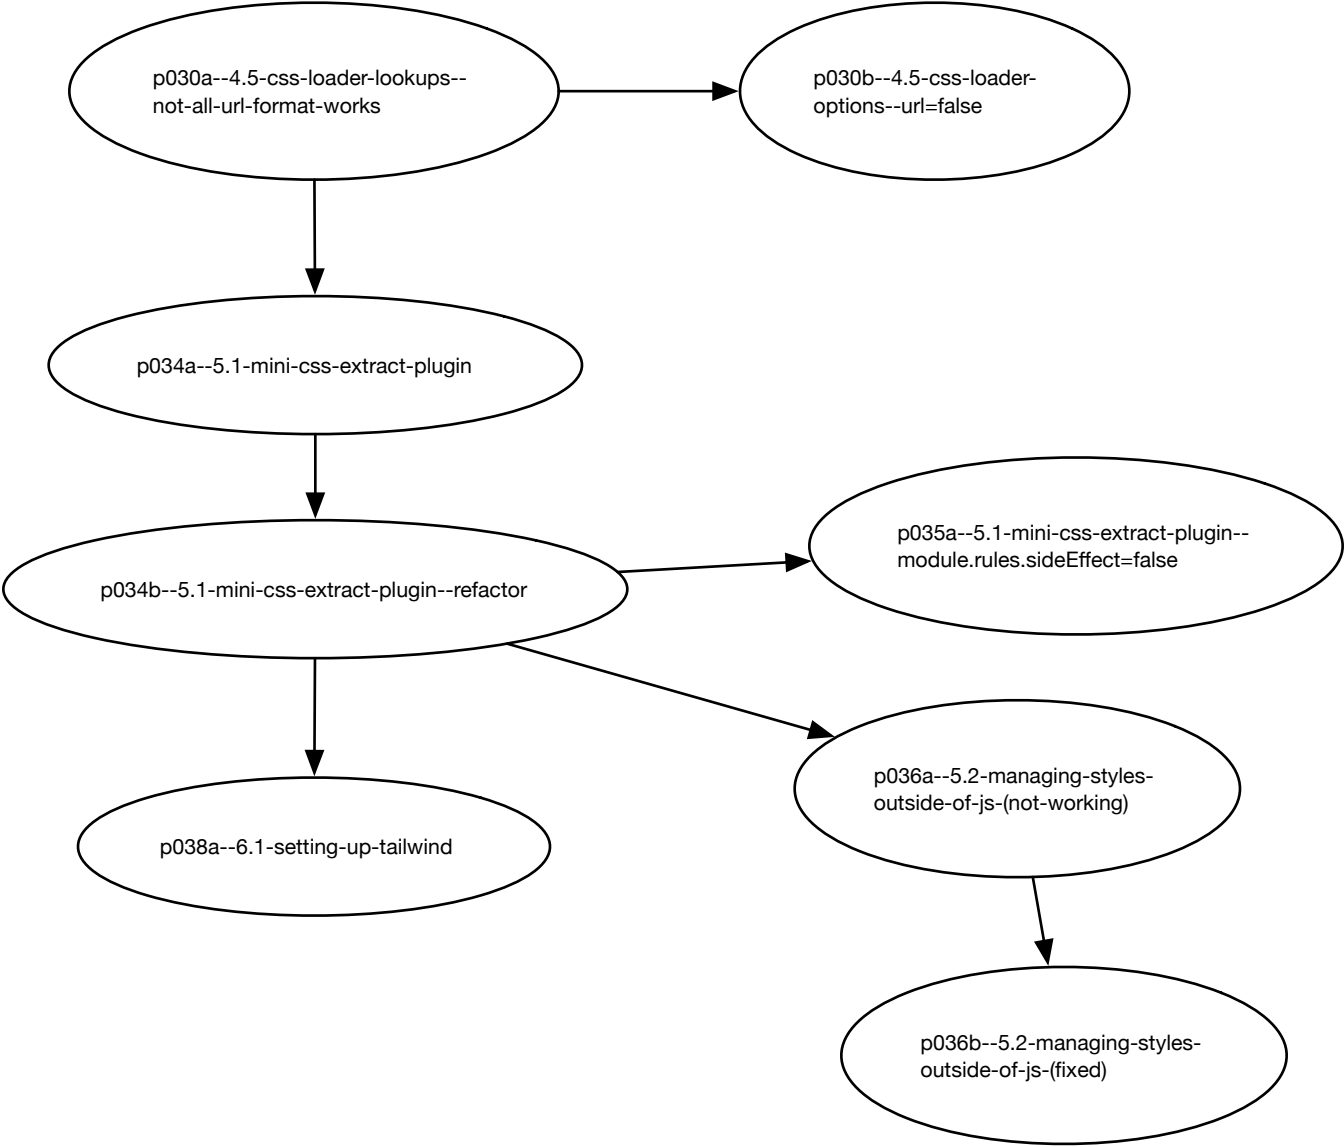 p030a--4.5-css-loader-lookups--
not-all-url-format-works
p030b--4.5-css-loader-
options--url=false
p034a--5.1-mini-css-extract-plugin
p035a--5.1-mini-css-extract-plugin--
module.rules.sideEffect=false
p034b--5.1-mini-css-extract-plugin--refactor
p036a--5.2-managing-styles-
outside-of-js-(not-working)
p038a--6.1-setting-up-tailwind
p036b--5.2-managing-styles-
outside-of-js-(fixed)